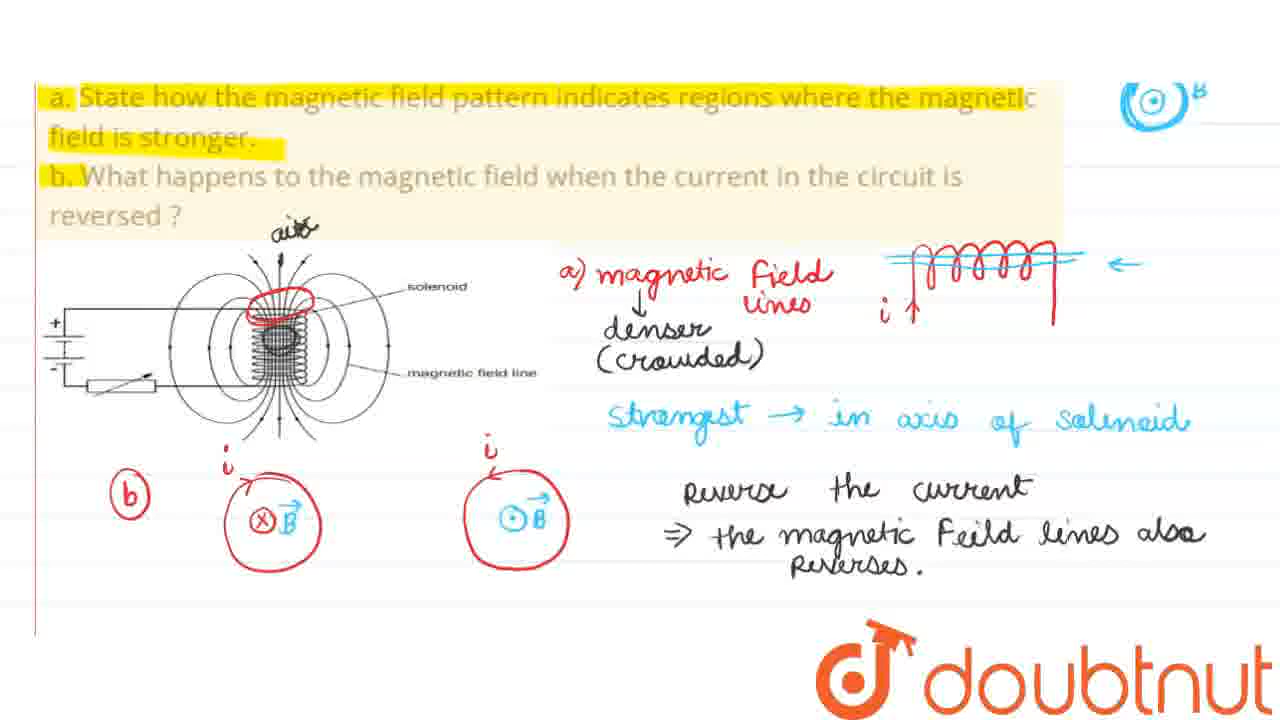 a. State how the magnetic field pattern indicates regions where the magnetic
field is stronger.
b. What happens to the magnetic field when the current in the circuit is
reversed ?
B
axis
solenoid
magnetic field line
+
-
a) magnetic field
lines
denser
(crowded)
i
Strongest → in axis of solenoid
b
i
x B
i
B
Reverse the current
⇒ the magnetic Feild lines also
Reverses.
doubtnut